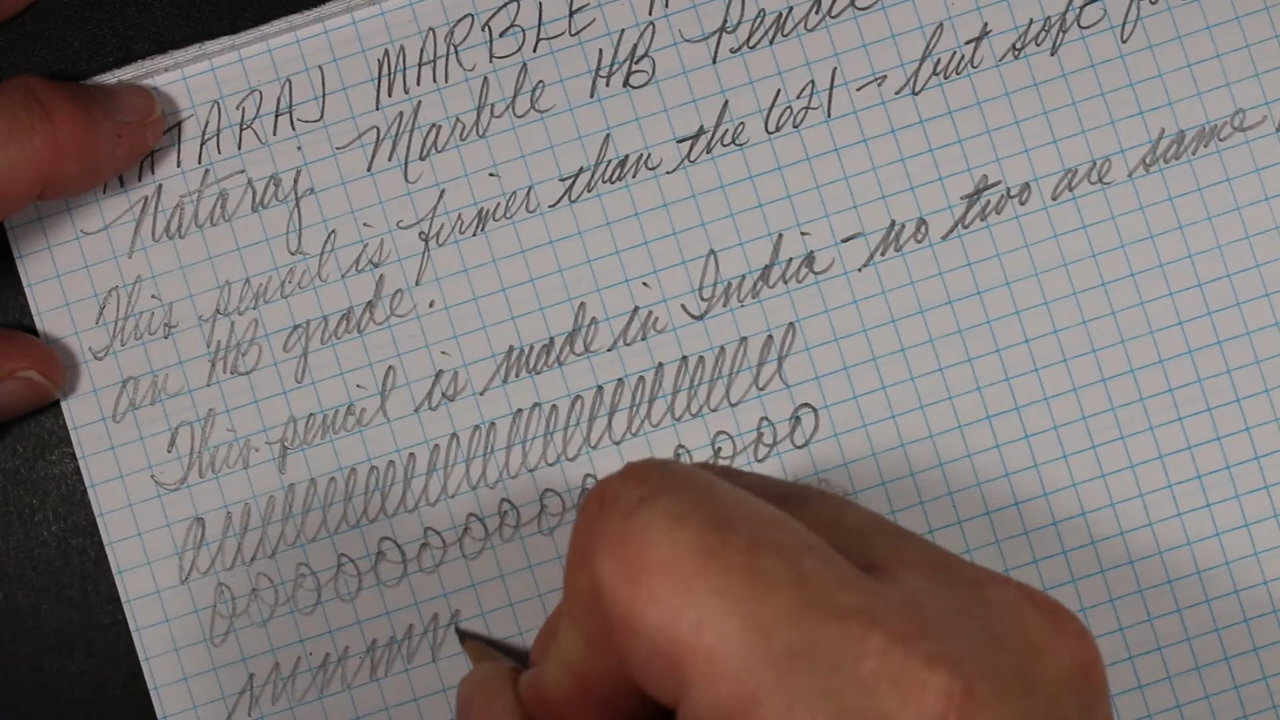 NATARAJ MARBLE
Nataraj Marble HB Pencil
This pencil is firmer than the 621 - but soft for
an HB grade.
This pencil is made in India - no two are same